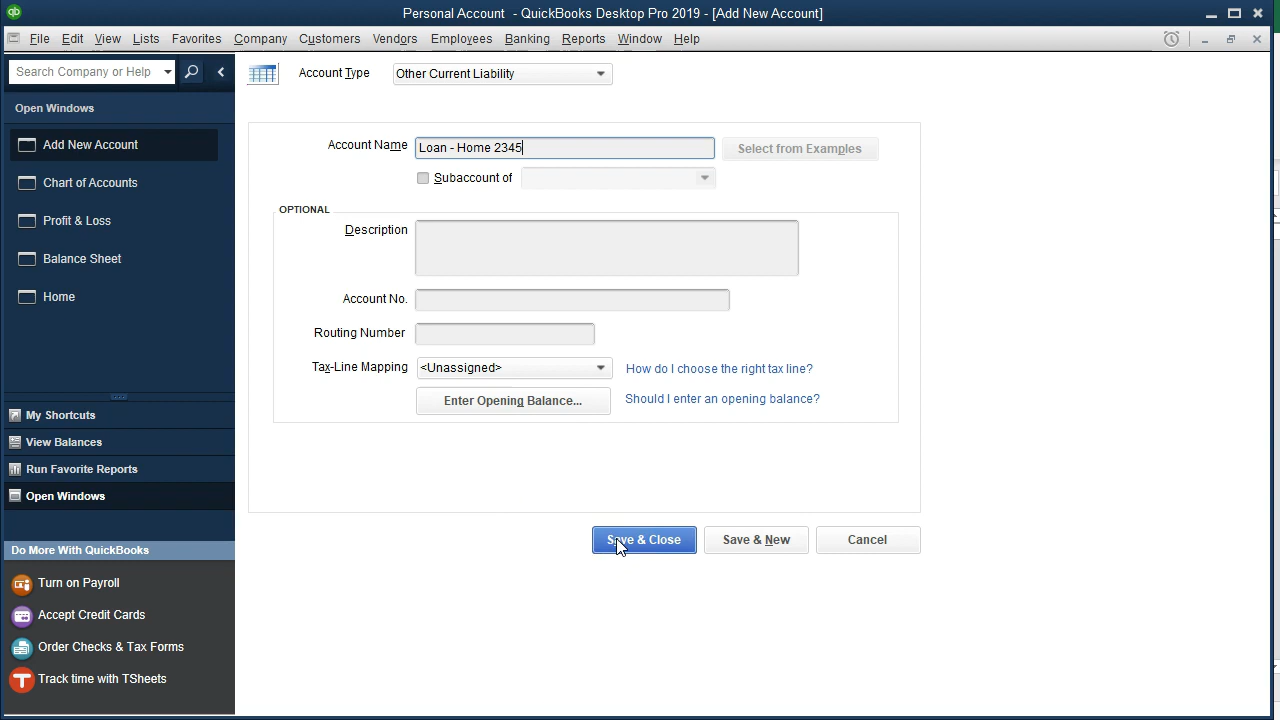 Personal Account - QuickBooks Desktop Pro 2019 - [Add New Account]
File Edit View Lists Favorites Company Customers Vendors Employees Banking Reports Window Help
Search Company or Help
Account Type Other Current Liability
Open Windows
Add New Account
Chart of Accounts
Profit & Loss
Balance Sheet
Home
Account Name Loan - Home 2345 Select from Examples
Subaccount of
OPTIONAL
Description
Account No.
Routing Number
Tax-Line Mapping <Unassigned> How do I choose the right tax line?
Enter Opening Balance... Should I enter an opening balance?
My Shortcuts
View Balances
Run Favorite Reports
Open Windows
Save & Close Save & New Cancel
Do More With QuickBooks
Turn on Payroll
Accept Credit Cards
Order Checks & Tax Forms
Track time with TSheets